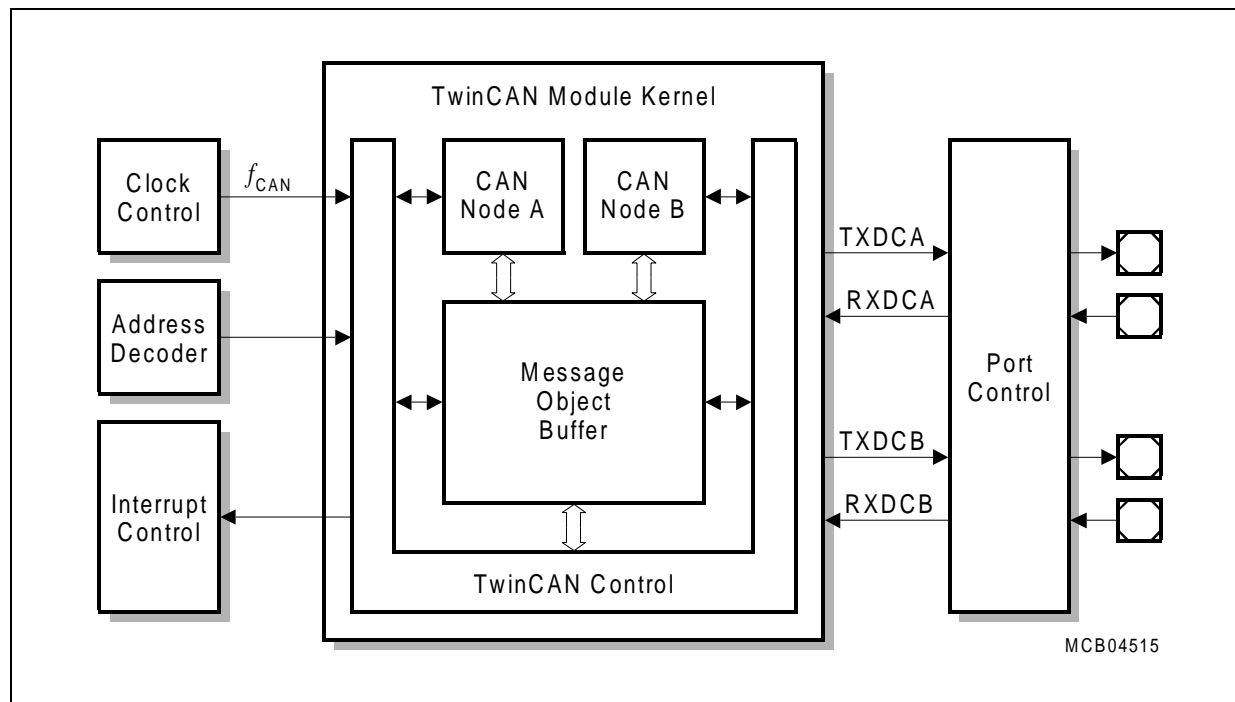 TwinCAN Module Kernel
Clock
Control
fCAN
Address
Decoder
Interrupt
Control
CAN
Node A
CAN
Node B
Message
Object
Buffer
TwinCAN Control
TXDCA
RXDCA
TXDCB
RXDCB
Port
Control
MCB04515